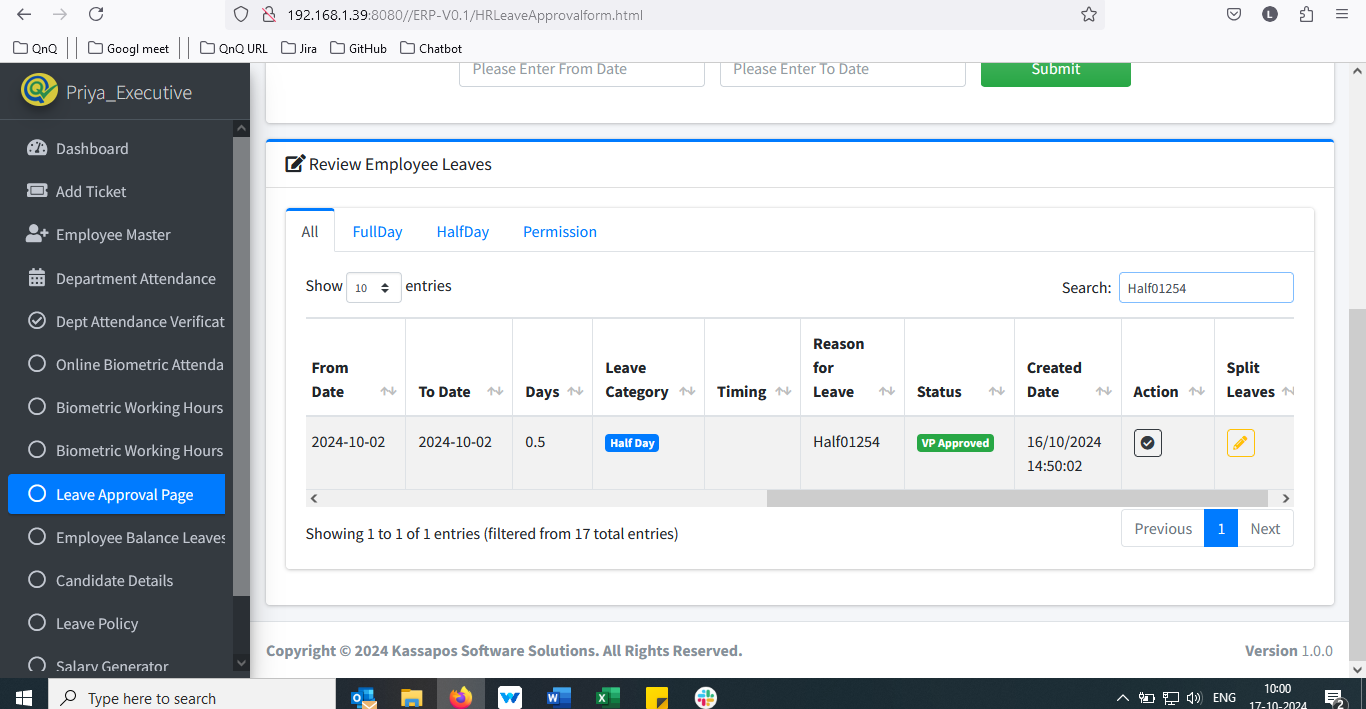 192.168.1.39:8080//ERP-V0.1/HRLeaveApprovalform.html
L
QnQ
Googl meet
QnQ URL
Jira
GitHub
Chatbot
Priya_Executive
Dashboard
Add Ticket
Employee Master
Department Attendance
Dept Attendance Verificat
Online Biometric Attenda
Biometric Working Hours
Biometric Working Hours
Leave Approval Page
Employee Balance Leaves
Candidate Details
Leave Policy
Salary Generator
Please Enter From Date
Please Enter To Date
Submit
Review Employee Leaves
All
FullDay
HalfDay
Permission
Show 10 entries
Search: Half01254
From Date
To Date
Days
Leave Category
Timing
Reason for Leave
Status
Created Date
Action
Split Leaves
2024-10-02
2024-10-02
0.5
Half Day
Half01254
VP Approved
16/10/2024 14:50:02
Showing 1 to 1 of 1 entries (filtered from 17 total entries)
Previous
1
Next
Copyright © 2024 Kassapos Software Solutions. All Rights Reserved.
Version 1.0.0
Type here to search
ENG
10:00
17-10-2024
2